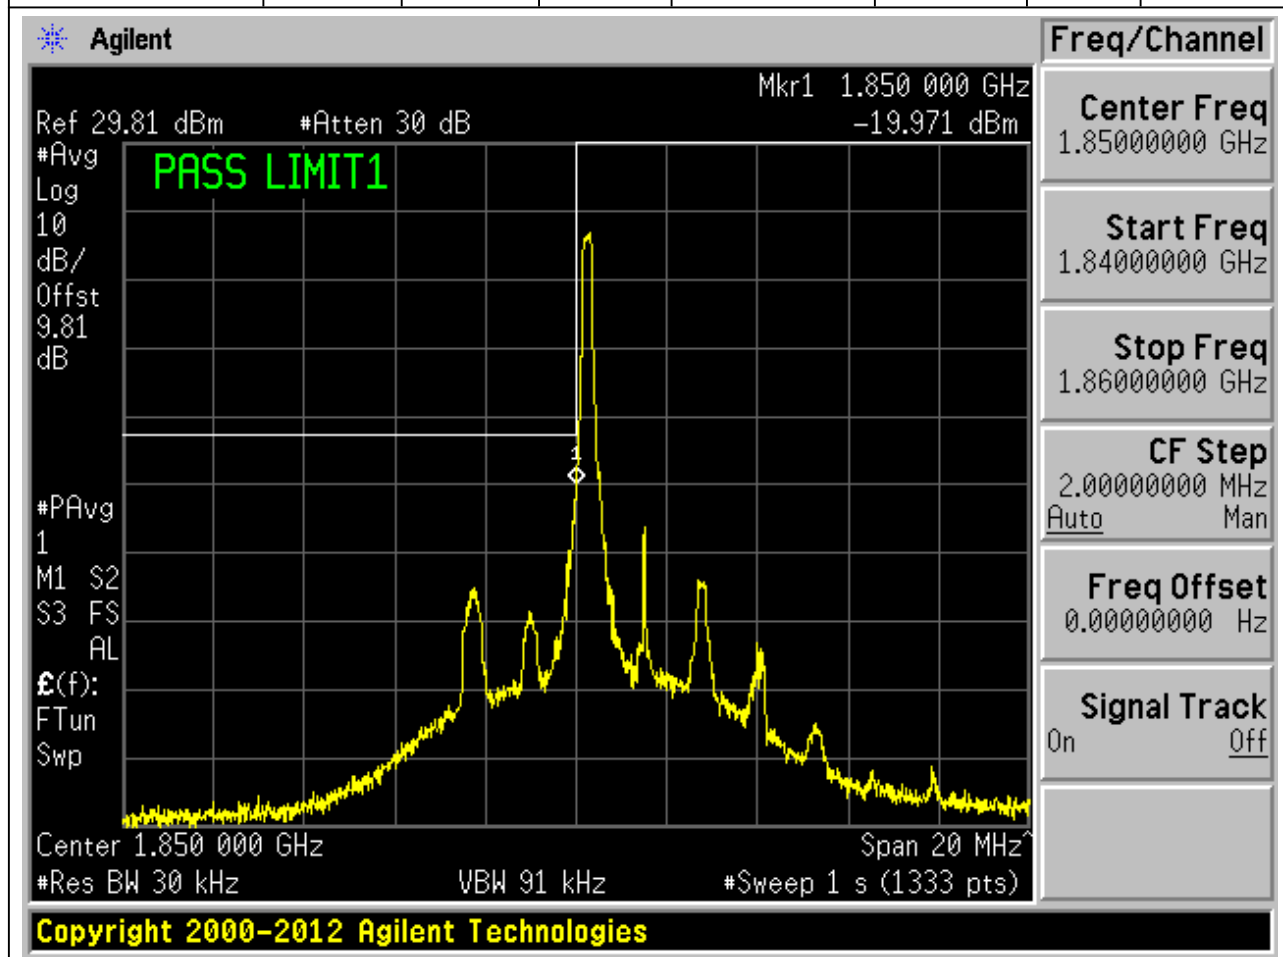 Agilent
Freq/Channel
Mkr1 1.850 000 GHz
Ref 29.81 dBm #Atten 30 dB -19.971 dBm
#Avg
Log
10
dB/
Offst
9.81
dB
PASS LIMIT1
1
#PAvg
1
M1 S2
S3 FS
AL
£(f):
FTun
Swp
Center 1.850 000 GHz Span 20 MHz^
#Res BW 30 kHz VBW 91 kHz #Sweep 1 s (1333 pts)
Copyright 2000-2012 Agilent Technologies
Center Freq
1.85000000 GHz
Start Freq
1.84000000 GHz
Stop Freq
1.86000000 GHz
CF Step
2.00000000 MHz
Auto Man
Freq Offset
0.00000000 Hz
Signal Track
On Off